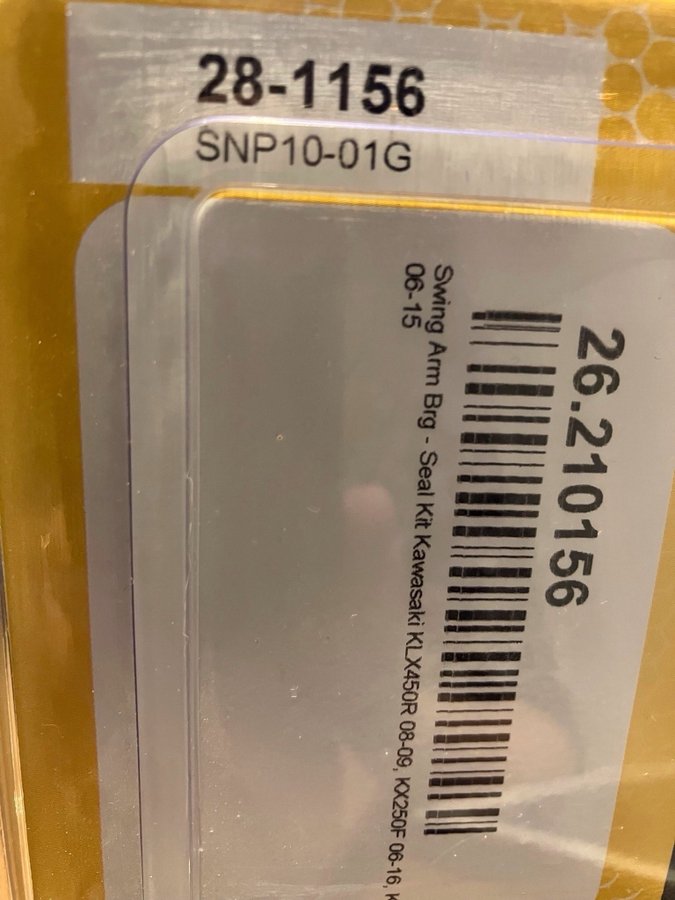 28-1156
SNP10-01G
26.210156
Swing Arm Brg - Seal Kit Kawasaki KLX450R 08-09, KX250F 06-16, K
06-15